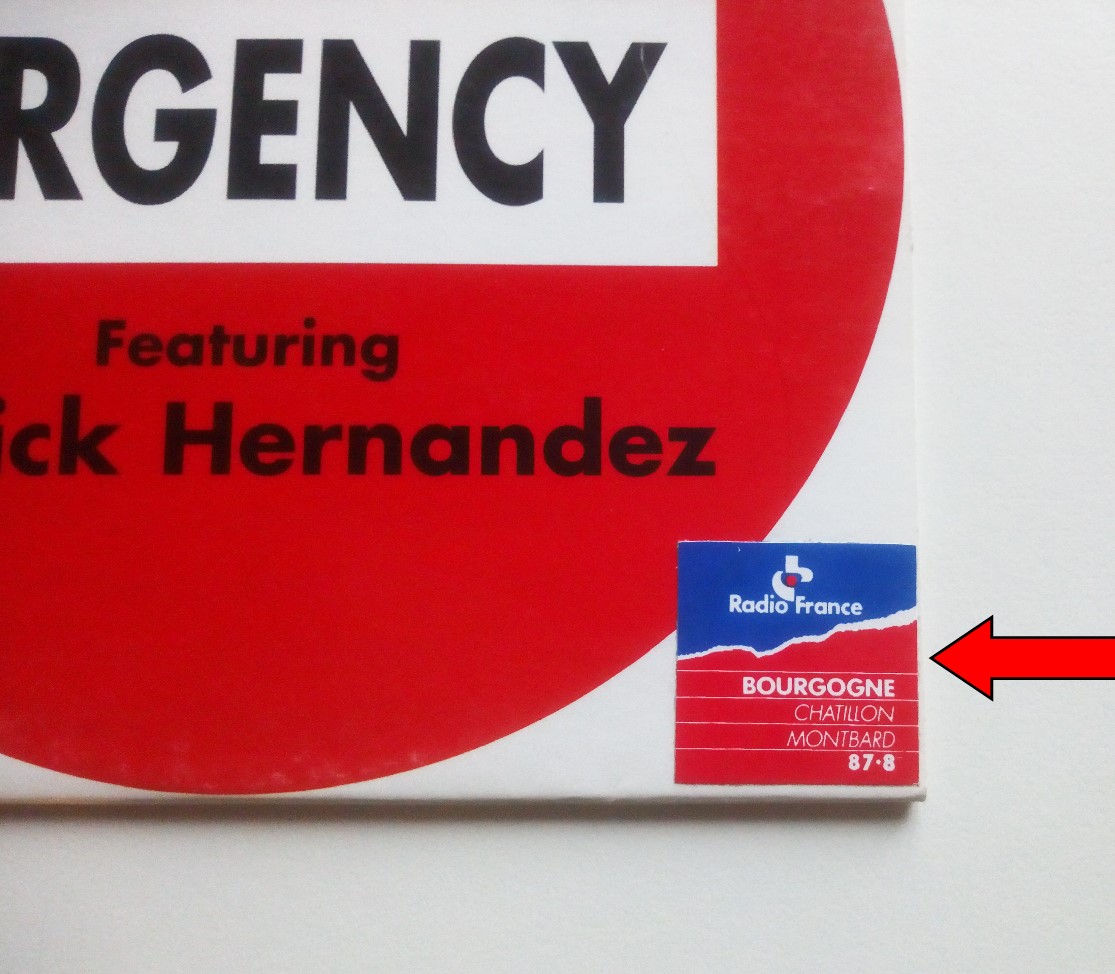 RGENCY
Featuring
ick Hernandez
Radio France
BOURGOGNE
CHATILLON
MONTBARD
87·8